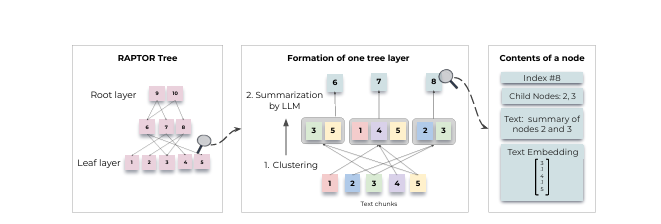 RAPTOR Tree
Root layer
9 10
6 7 8
Leaf layer
1 2 3 4 5
Formation of one tree layer
6 7 8
2. Summarization
by LLM
3 5 1 4 5 2 3
1. Clustering
1 2 3 4 5
Text chunks
Contents of a node
Index #8
Child Nodes: 2, 3
Text: summary of
nodes 2 and 3
Text Embedding